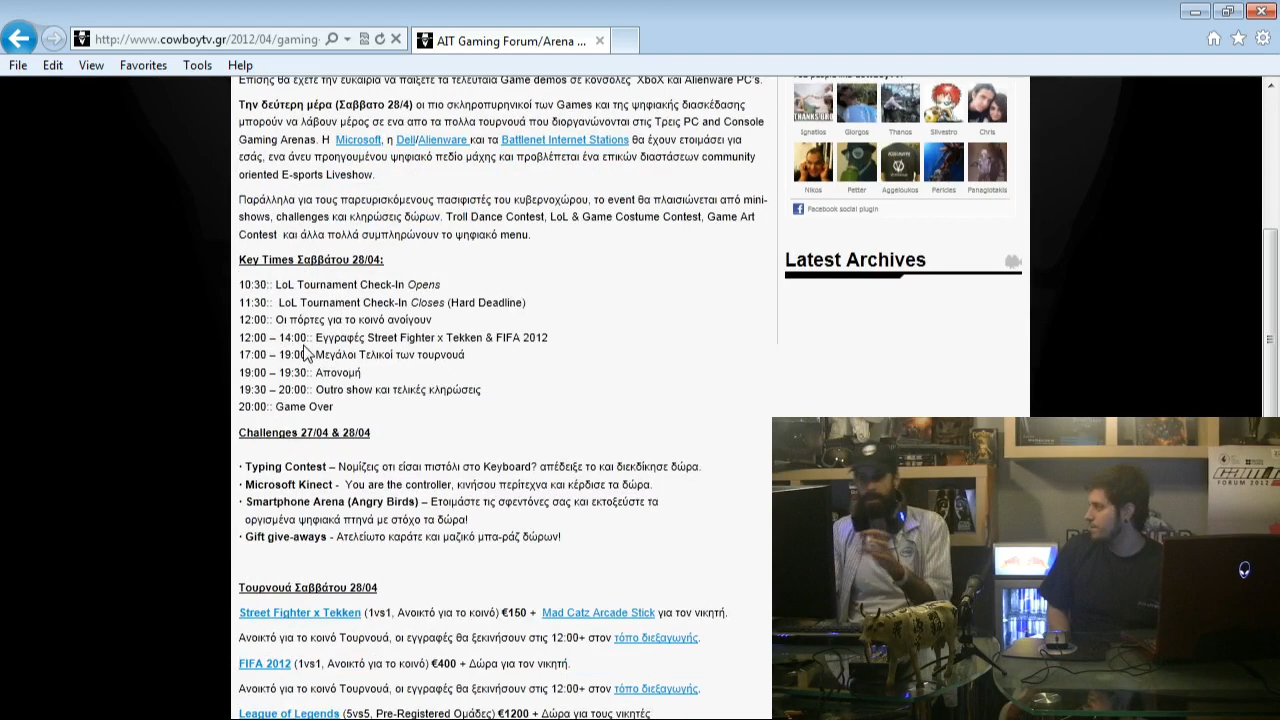 http://www.cowboytv.gr/2012/04/gaming-
AIT Gaming Forum/Arena ...
File Edit View Favorites Tools Help
Επίσης θα έχετε την ευκαιρία να παίξετε τα τελευταία Game demos σε κονσόλες XboX και Alienware PC's.
Την δεύτερη μέρα (Σαββατο 28/4) οι πιο σκληροπυρηνικοί των Games και της ψηφιακής διασκέδασης
μπορούν να λάβουν μέρος σε ενα απο τα πολλα τουρνουά που διοργανώνονται στις Τρεις PC and Console
Gaming Arenas. Η Microsoft, η Dell/Alienware και τα Battlenet Internet Stations θα έχουν ετοιμάσει για
εσάς, ενα άνευ προηγουμένου ψηφιακό πεδίο μάχης και προβλέπεται ένα επικών διαστάσεων community
oriented E-sports Liveshow.
Παράλληλα για τους παρευρισκόμενους πασιφιστές του κυβερνοχώρου, το event θα πλαισιώνεται από mini-
shows, challenges και κληρώσεις δώρων. Troll Dance Contest, LoL & Game Costume Contest, Game Art
Contest και άλλα πολλά συμπληρώνουν το ψηφιακό menu.
Key Times Σαββάτου 28/04:
10:30:: LoL Tournament Check-In Opens
11:30:: LoL Tournament Check-In Closes (Hard Deadline)
12:00:: Οι πόρτες για το κοινό ανοίγουν
12:00 – 14:00:: Εγγραφές Street Fighter x Tekken & FIFA 2012
17:00 – 19:00:: Μεγάλοι Τελικοί των τουρνουά
19:00 – 19:30:: Απονομή
19:30 – 20:00:: Outro show και τελικές κληρώσεις
20:00:: Game Over
Challenges 27/04 & 28/04
· Typing Contest – Νομίζεις οτι είσαι πιστόλι στο Keyboard? απέδειξε το και διεκδίκησε δώρα.
· Microsoft Kinect - You are the controller, κινήσου περίτεχνα και κέρδισε τα δώρα.
· Smartphone Arena (Angry Birds) – Ετοιμάστε τις σφεντόνες σας και εκτοξεύστε τα
οργισμένα ψηφιακά πτηνά με στόχο τα δώρα!
· Gift give-aways - Ατελείωτο καράτε και μαζικό μπα-ράζ δώρων!
Τουρνουά Σαββάτου 28/04
Street Fighter x Tekken (1vs1, Ανοικτό για το κοινό) €150 + Mad Catz Arcade Stick για τον νικητή.
Ανοικτό για το κοινό Τουρνουά, οι εγγραφές θα ξεκινήσουν στις 12:00+ στον τόπο διεξαγωγής.
FIFA 2012 (1vs1, Ανοικτό για το κοινό) €400 + Δώρα για τον νικητή.
Ανοικτό για το κοινό Τουρνουά, οι εγγραφές θα ξεκινήσουν στις 12:00+ στον τόπο διεξαγωγής.
League of Legends (5vs5, Pre-Registered Ομάδες) €1200 + Δώρα για τους νικητές
THANKS BRO
Ignatios Giorgos Thanos Silvestro Chris
Nikos Petter Aggeloukos Pericles Panagiotakis
Facebook social plugin
Latest Archives
FORUM 2012